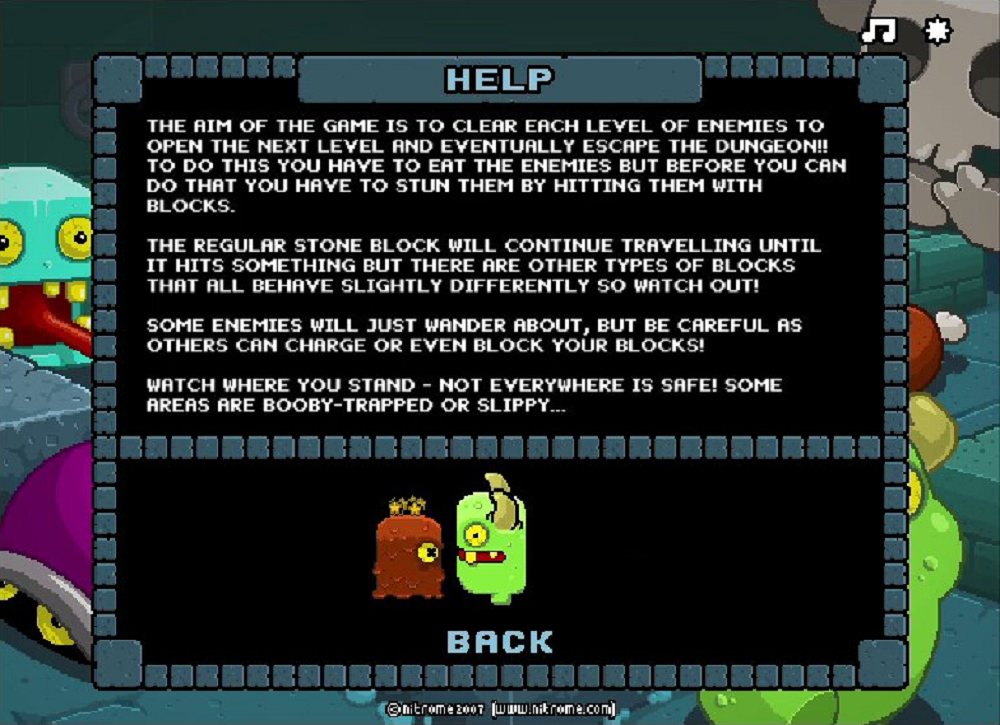 HELP
THE AIM OF THE GAME IS TO CLEAR EACH LEVEL OF ENEMIES TO
OPEN THE NEXT LEVEL AND EVENTUALLY ESCAPE THE DUNGEON!!
TO DO THIS YOU HAVE TO EAT THE ENEMIES BUT BEFORE YOU CAN
DO THAT YOU HAVE TO STUN THEM BY HITTING THEM WITH
BLOCKS.
THE REGULAR STONE BLOCK WILL CONTINUE TRAVELLING UNTIL
IT HITS SOMETHING BUT THERE ARE OTHER TYPES OF BLOCKS
THAT ALL BEHAVE SLIGHTLY DIFFERENTLY SO WATCH OUT!
SOME ENEMIES WILL JUST WANDER ABOUT, BUT BE CAREFUL AS
OTHERS CAN CHARGE OR EVEN BLOCK YOUR BLOCKS!
WATCH WHERE YOU STAND - NOT EVERYWHERE IS SAFE! SOME
AREAS ARE BOOBY-TRAPPED OR SLIPPY...
BACK
©nitrome2007 [www.nitrome.com]